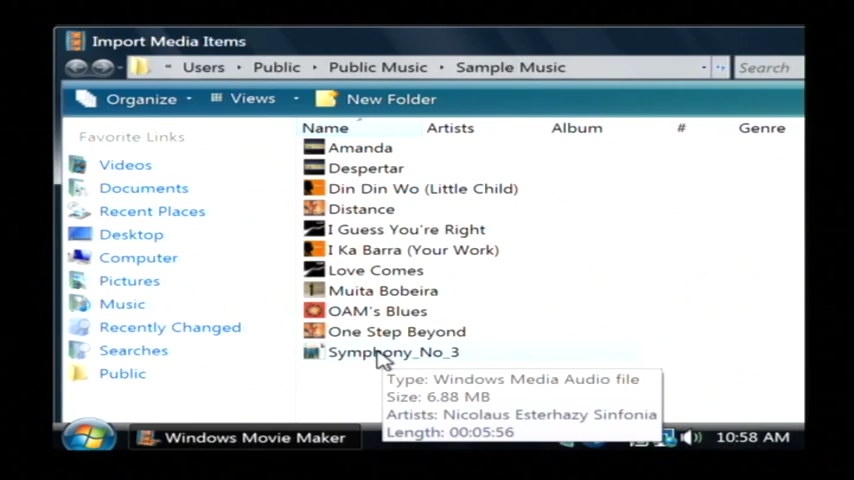 Import Media Items
« Users Public Public Music Sample Music Search
Organize Views New Folder
Favorite Links
Videos
Documents
Recent Places
Desktop
Computer
Pictures
Music
Recently Changed
Searches
Public
Name Artists Album # Genre
Amanda
Despertar
Din Din Wo (Little Child)
Distance
I Guess You're Right
I Ka Barra (Your Work)
Love Comes
Muita Bobeira
OAM's Blues
One Step Beyond
Symphony_No_3
Type: Windows Media Audio file
Size: 6.88 MB
Artists: Nicolaus Esterhazy Sinfonia
Length: 00:05:56
Windows Movie Maker 10:58 AM